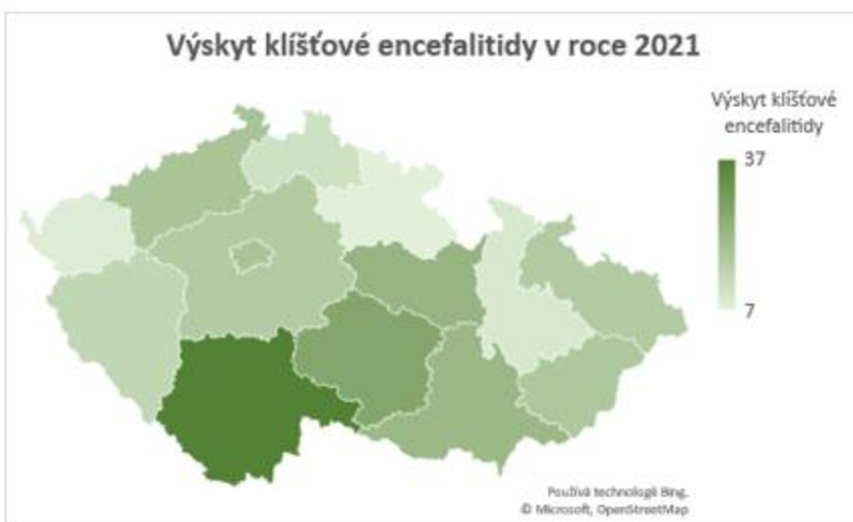 Výskyt klíšťové encefalitidy v roce 2021
Výskyt klíšťové
encefalitidy
37
7
Používá technologii Bing.
© Microsoft, OpenStreetMap